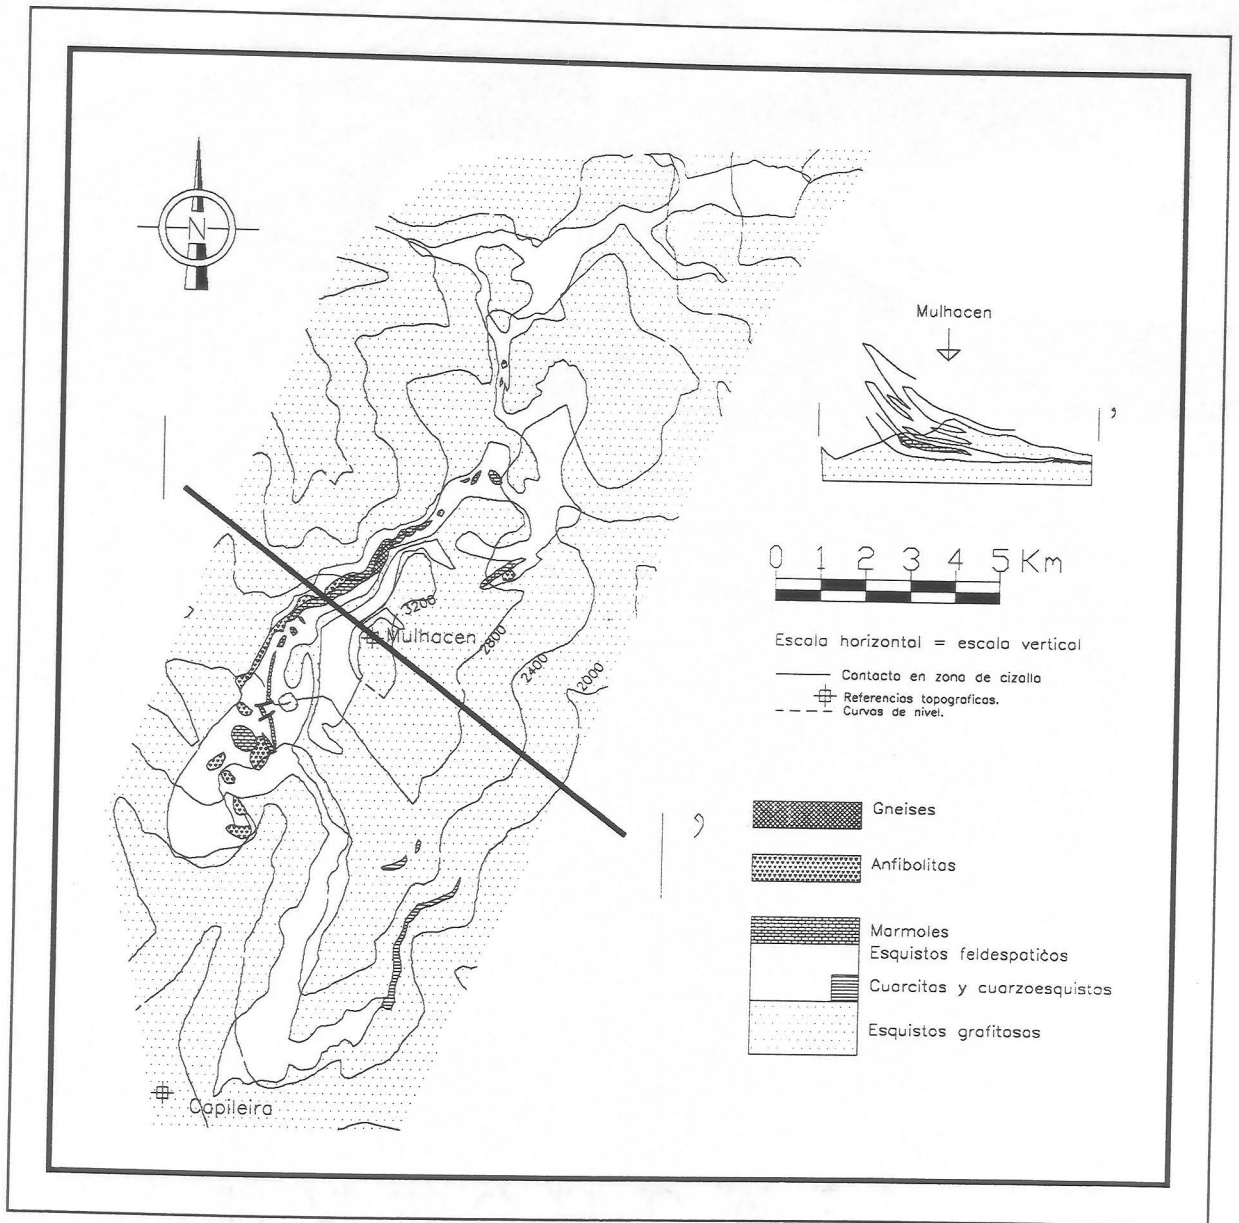 N
Mulhacen
,
0 1 2 3 4 5 Km
3200
Mulhacen
2800
2400
2000
Escala horizontal = escala vertical
Contacto en zona de cizalla
Referencias topograficas.
Curvas de nivel.
,
Gneises
Anfibolitas
Marmoles
Esquistos feldespaticos
Cuarcitas y cuarzoesquistos
Esquistos grafitosos
Capileira